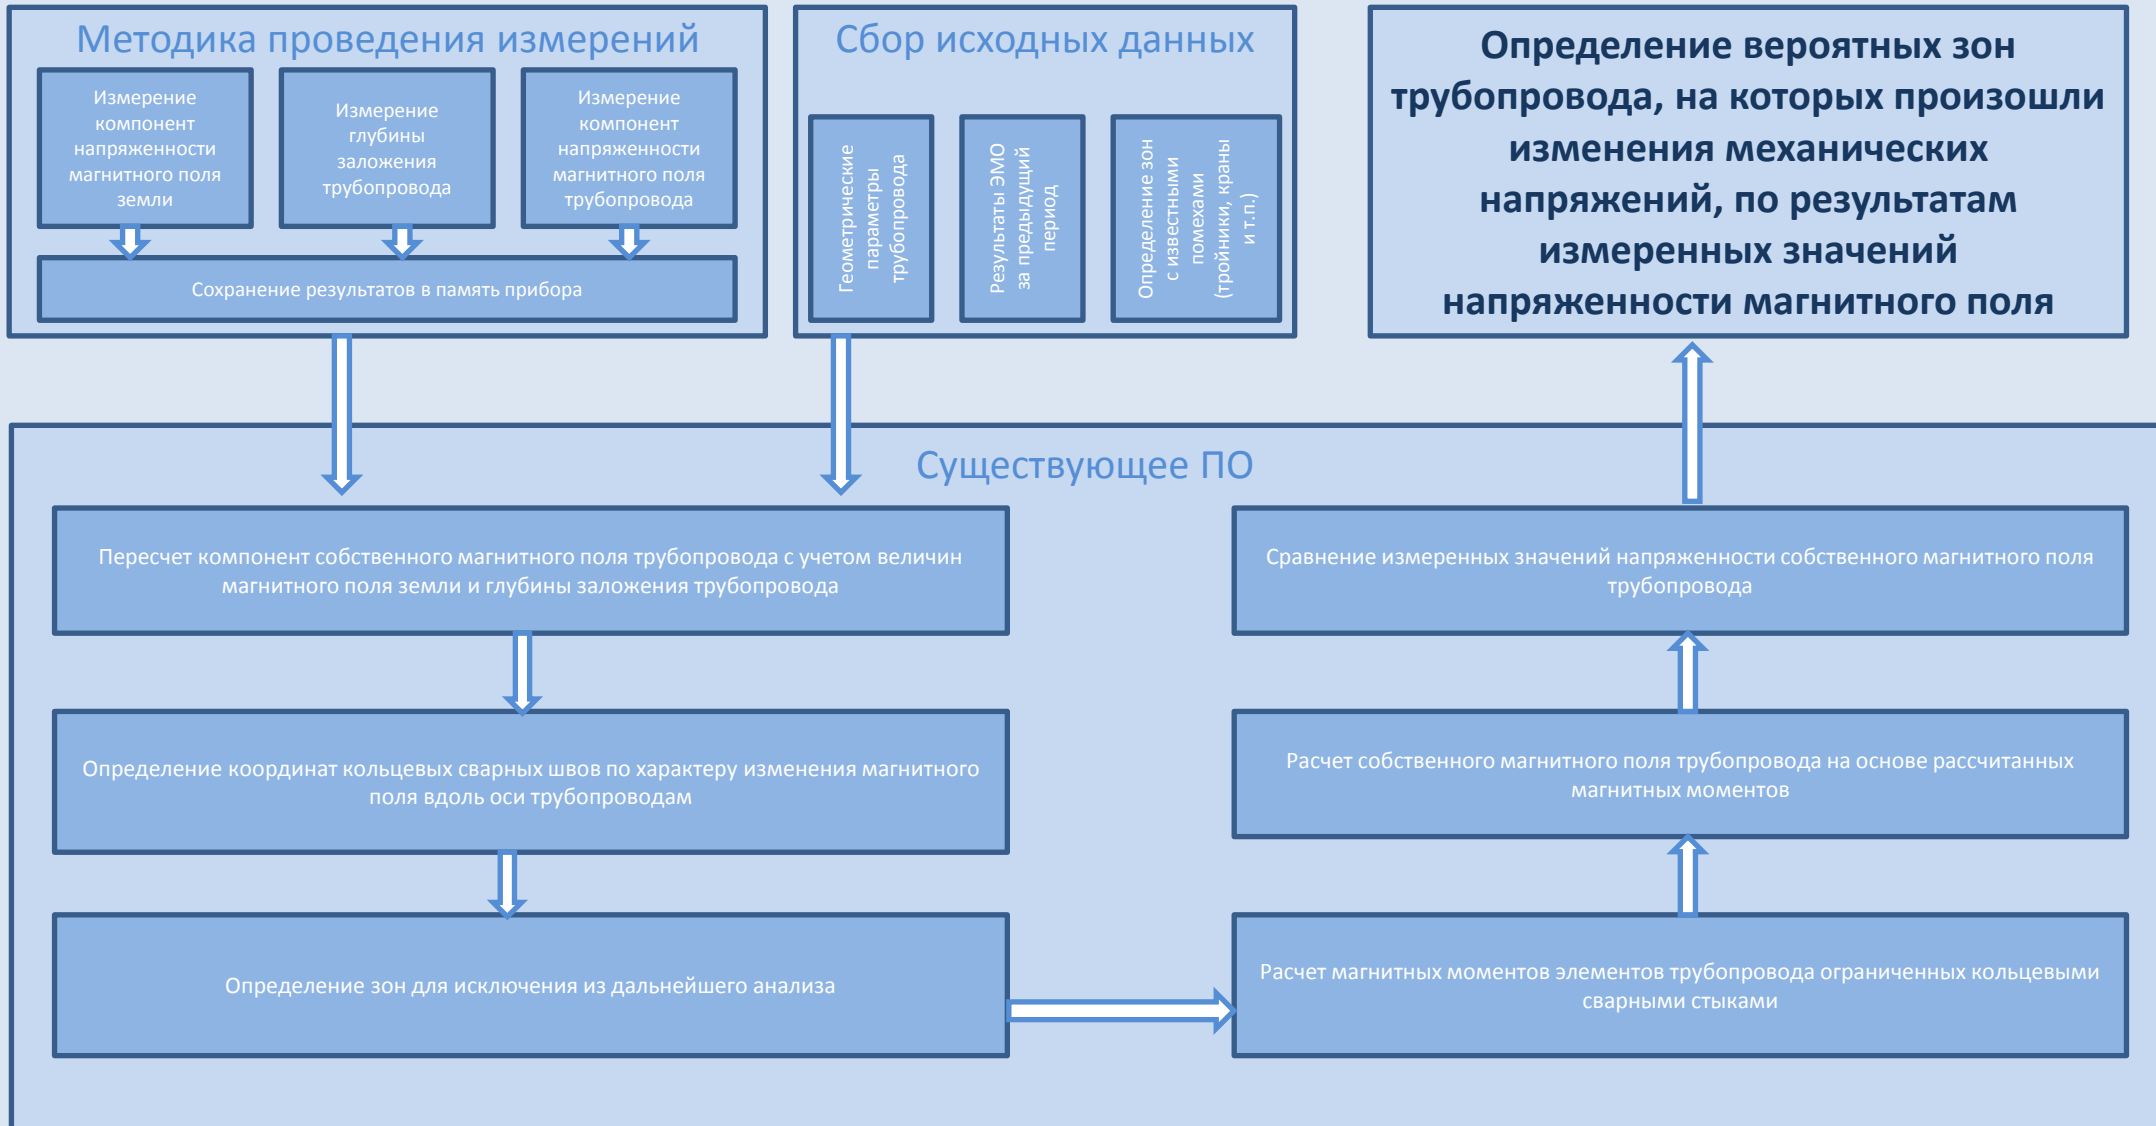 Методика проведения измерений
Измерение
компонент
напряженности
магнитного поля
земли
Измерение
глубины
заложения
трубопровода
Измерение
компонент
напряженности
магнитного поля
трубопровода
Сохранение результатов в память прибора
Сбор исходных данных
Геометрические
параметры
трубопровода
Результаты ЭМО
за предыдущий
период
Определение зон
с известными
помехами
(тройники, краны
и т.п.)
Определение вероятных зон
трубопровода, на которых произошли
изменения механических
напряжений, по результатам
измеренных значений
напряженности магнитного поля
Существующее ПО
Пересчет компонент собственного магнитного поля трубопровода с учетом величин
магнитного поля земли и глубины заложения трубопровода
Определение координат кольцевых сварных швов по характеру изменения магнитного
поля вдоль оси трубопроводам
Определение зон для исключения из дальнейшего анализа
Расчет магнитных моментов элементов трубопровода ограниченных кольцевыми
сварными стыками
Расчет собственного магнитного поля трубопровода на основе рассчитанных
магнитных моментов
Сравнение измеренных значений напряженности собственного магнитного поля
трубопровода